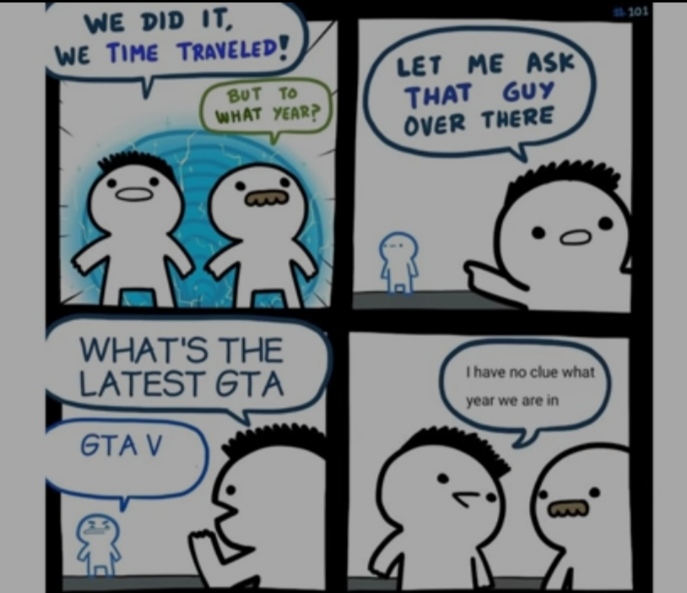 WE DID IT,
WE TIME TRAVELED!
BUT TO
WHAT YEAR?
#101
LET ME ASK
THAT GUY
OVER THERE
WHAT'S THE
LATEST GTA
GTA V
I have no clue what
year we are in